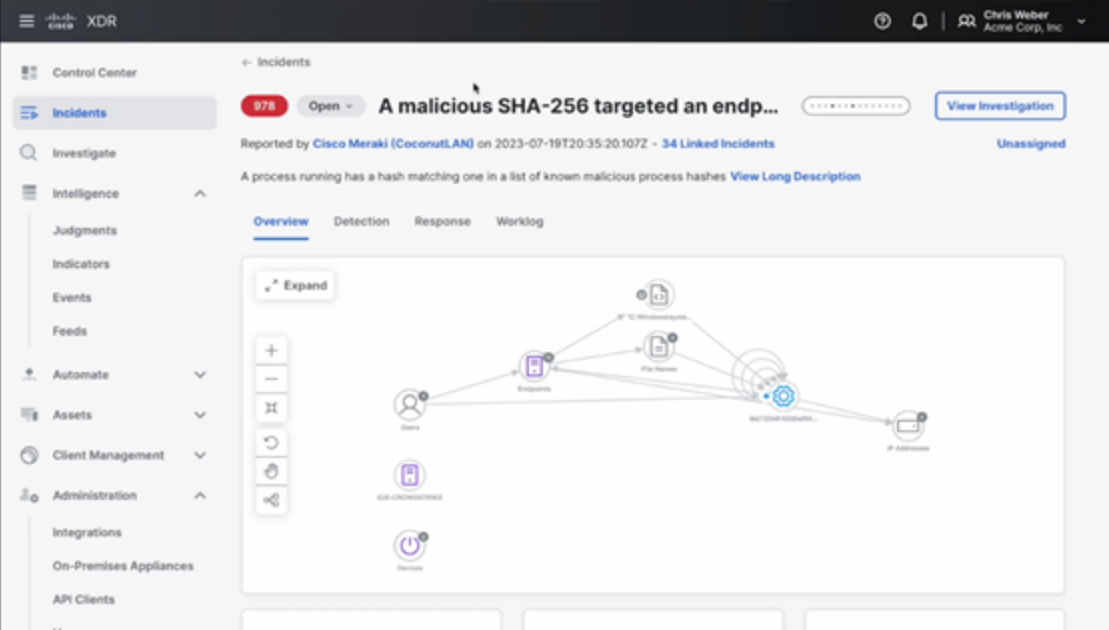 cisco XDR
Chris Weber
Acme Corp, Inc
Control Center
Incidents
Investigate
Intelligence
Judgments
Indicators
Events
Feeds
Automate
Assets
Client Management
Administration
Integrations
On-Premises Appliances
API Clients
← Incidents
978 Open A malicious SHA-256 targeted an endp... View Investigation
Reported by Cisco Meraki (CoconutLAN) on 2023-07-19T20:35:20.107Z - 34 Linked Incidents Unassigned
A process running has a hash matching one in a list of known malicious process hashes View Long Description
Overview Detection Response Worklog
Expand
File Names
Endpoints
Users
IP Addresses
E2E-CROWDSTRIKE
Devices